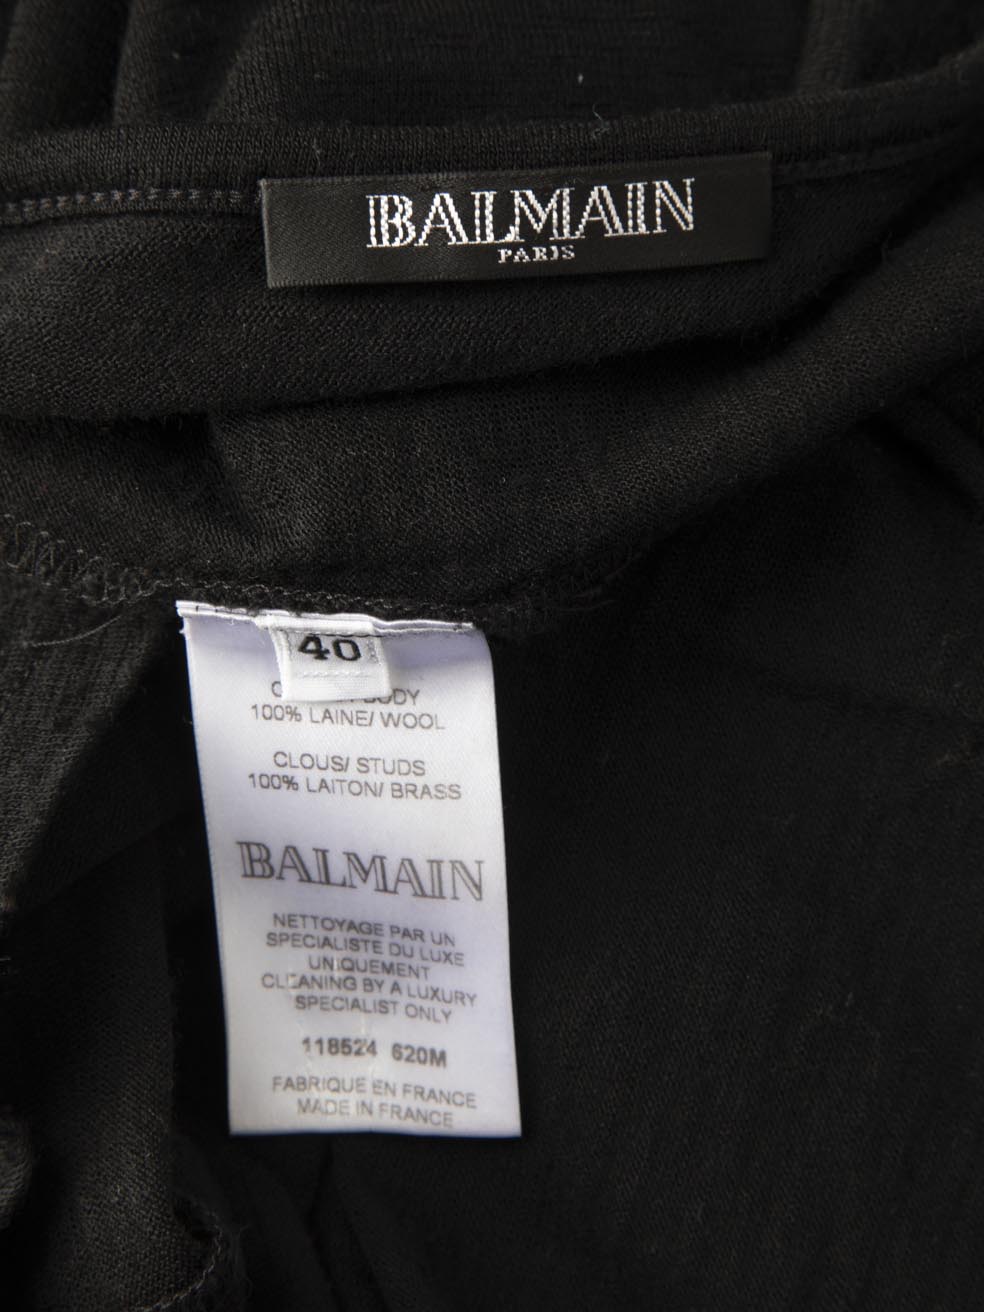 BALMAIN
PARIS
40
BODY
100% LAINE/ WOOL
CLOUS/ STUDS
100% LAITON/ BRASS
BALMAIN
NETTOYAGE PAR UN
SPECIALISTE DU LUXE
UNIQUEMENT
CLEANING BY A LUXURY
SPECIALIST ONLY
118524 620M
FABRIQUE EN FRANCE
MADE IN FRANCE